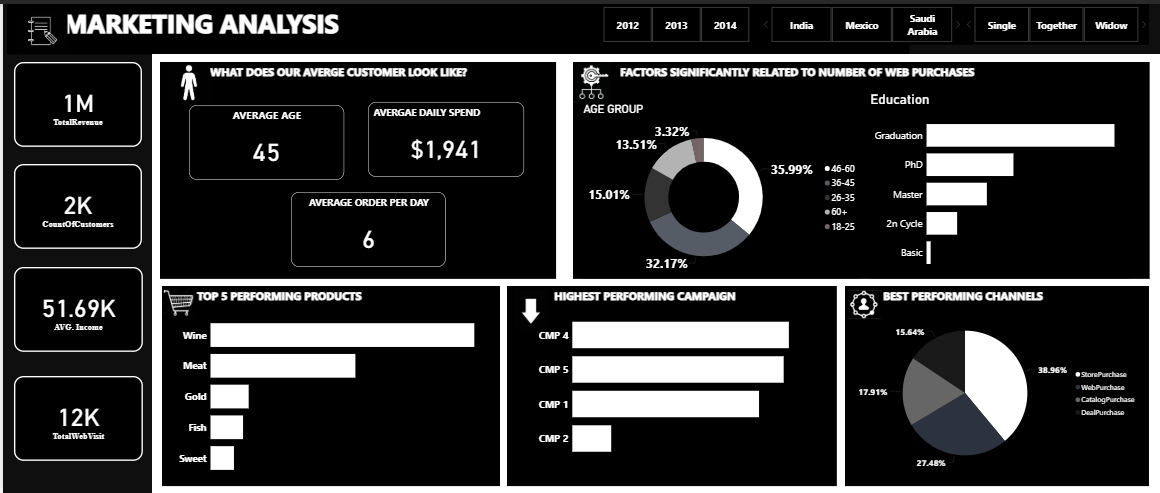 MARKETING ANALYSIS
2012
2013
2014
India
Mexico
Saudi
Arabia
Single
Together
Widow
1M
TotalRevenue
2K
CountOfCustomers
51.69K
AVG. Income
12K
TotalWebVisit
WHAT DOES OUR AVERGE CUSTOMER LOOK LIKE?
AVERAGE AGE
45
AVERGAE DAILY SPEND
$1,941
AVERAGE ORDER PER DAY
6
FACTORS SIGNIFICANTLY RELATED TO NUMBER OF WEB PURCHASES
AGE GROUP
3.32%
13.51%
15.01%
32.17%
35.99%
46-60
36-45
26-35
60+
18-25
Education
Graduation
PhD
Master
2n Cycle
Basic
TOP 5 PERFORMING PRODUCTS
Wine
Meat
Gold
Fish
Sweet
HIGHEST PERFORMING CAMPAIGN
CMP 4
CMP 5
CMP 1
CMP 2
BEST PERFORMING CHANNELS
15.64%
17.91%
27.48%
38.96%
StorePurchase
WebPurchase
CatalogPurchase
DealPurchase